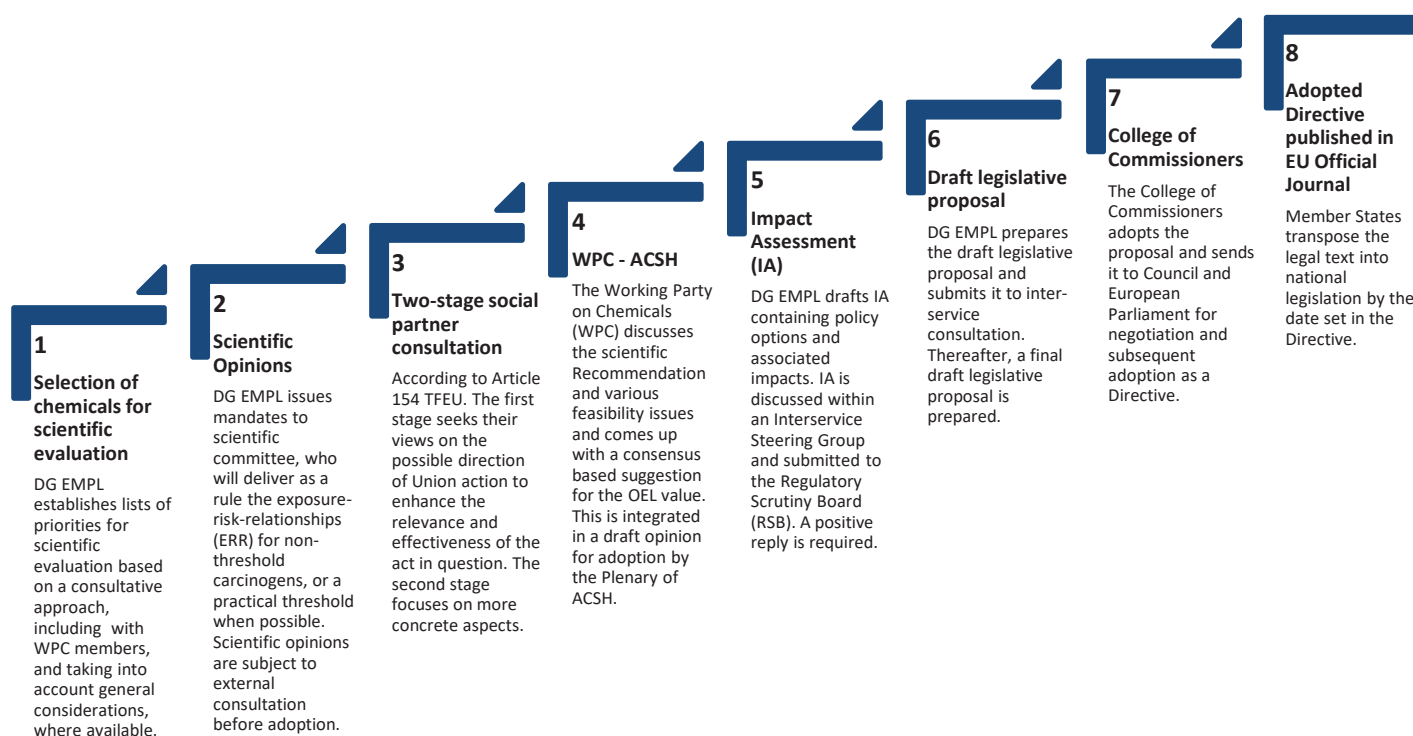 1
Selection of
chemicals for
scientific
evaluation
DG EMPL
establishes lists of
priorities for
scientific
evaluation based
on a consultative
approach,
including with
WPC members,
and taking into
account general
considerations,
where available.
2
Scientific
Opinions
DG EMPL issues
mandates to
scientific
committee, who
will deliver as a
rule the exposure-
risk-relationships
(ERR) for non-
threshold
carcinogens, or a
practical threshold
when possible.
Scientific opinions
are subject to
external
consultation
before adoption.
3
Two-stage social
partner
consultation
According to Article
154 TFEU. The first
stage seeks their
views on the
possible direction
of Union action to
enhance the
relevance and
effectiveness of the
act in question. The
second stage
focuses on more
concrete aspects.
4
WPC - ACSH
The Working Party
on Chemicals
(WPC) discusses
the scientific
Recommendation
and various
feasibility issues
and comes up
with a consensus
based suggestion
for the OEL value.
This is integrated
in a draft opinion
for adoption by
the Plenary of
ACSH.
5
Impact
Assessment
(IA)
DG EMPL drafts IA
containing policy
options and
associated
impacts. IA is
discussed within
an Interservice
Steering Group
and submitted to
the Regulatory
Scrutiny Board
(RSB). A positive
reply is required.
6
Draft legislative
proposal
DG EMPL prepares
the draft legislative
proposal and
submits it to inter-
service
consultation.
Thereafter, a final
draft legislative
proposal is
prepared.
7
College of
Commissioners
The College of
Commissioners
adopts the
proposal and sends
it to Council and
European
Parliament for
negotiation and
subsequent
adoption as a
Directive.
8
Adopted
Directive
published in
EU Official
Journal
Member States
transpose the
legal text into
national
legislation by the
date set in the
Directive.